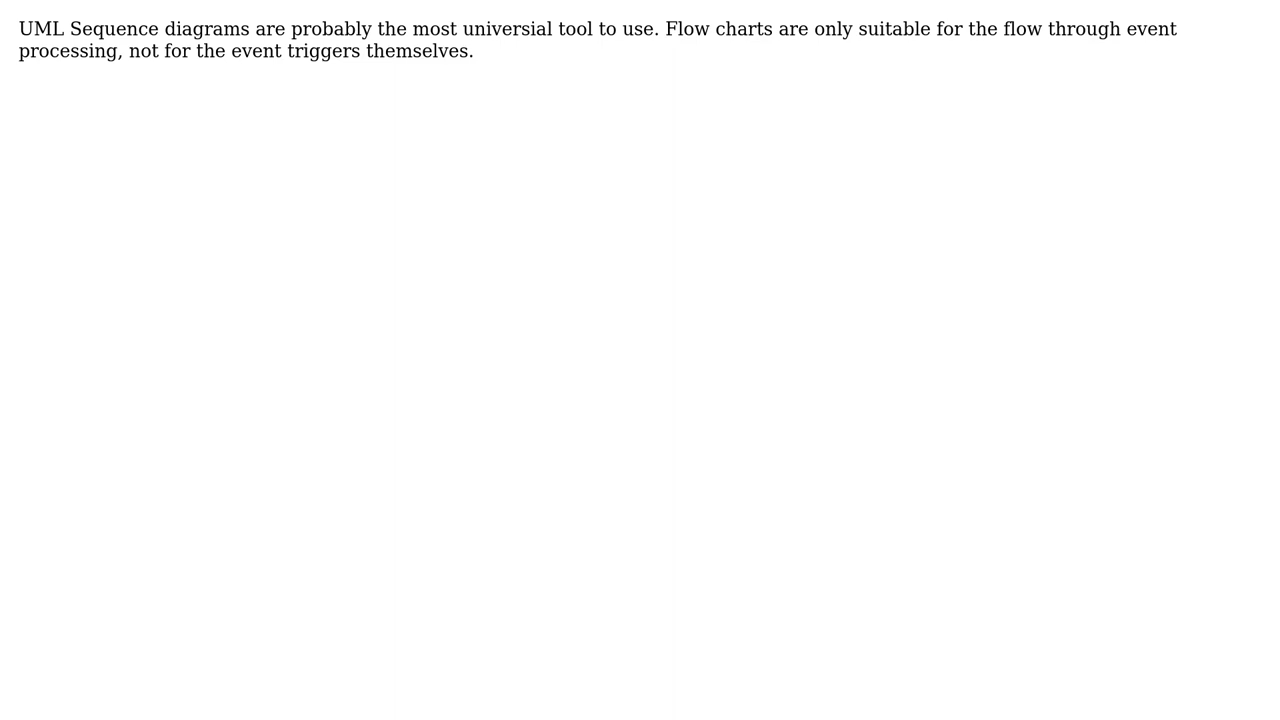 UML Sequence diagrams are probably the most universial tool to use. Flow charts are only suitable for the flow through event
processing, not for the event triggers themselves.